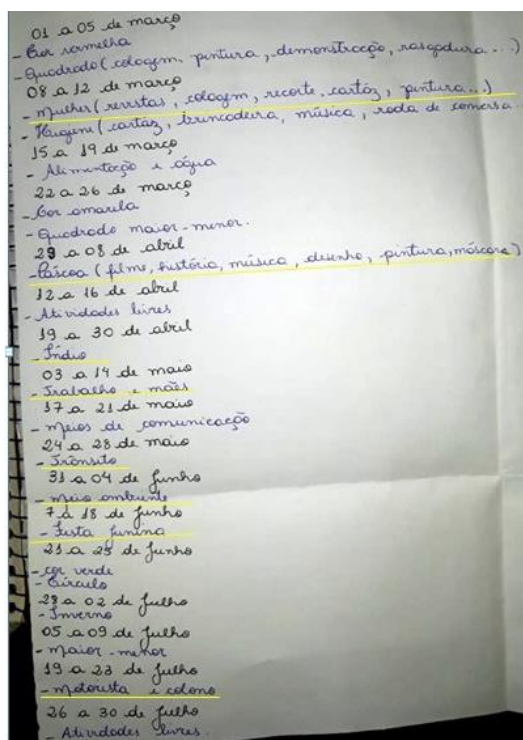 01 a 05 de março
- Cor vermelha
- Quadrado (colagem, pintura, demonstração, rasgadura...)
08 a 12 de março
- Mulher (revistas, colagem, recorte, cartáz, pintura...)
- Higiene (cartáz, brincadeira, música, roda de conversa.
15 a 19 de março
- Alimentação e água
22 a 26 de março
- Cor amarela
- Quadrado maior-menor.
29 a 08 de abril
- Páscoa (filme, história, música, desenho, pintura, máscara)
12 a 16 de abril
- Atividades livres
19 a 30 de abril
- Índio
03 a 14 de maio
- Trabalho e mães
17 a 21 de maio
- Meios de comunicação
24 a 28 de maio
- Trânsito
31 a 04 de junho
- Meio ambiente
7 a 18 de junho
- Festa junina
21 a 25 de junho
- cor verde
- Círculo
28 a 02 de julho
- Inverno
05 a 09 de julho
- Maior-menor
19 a 23 de julho
- Motorista e colono
26 a 30 de julho
- Atividades livres.